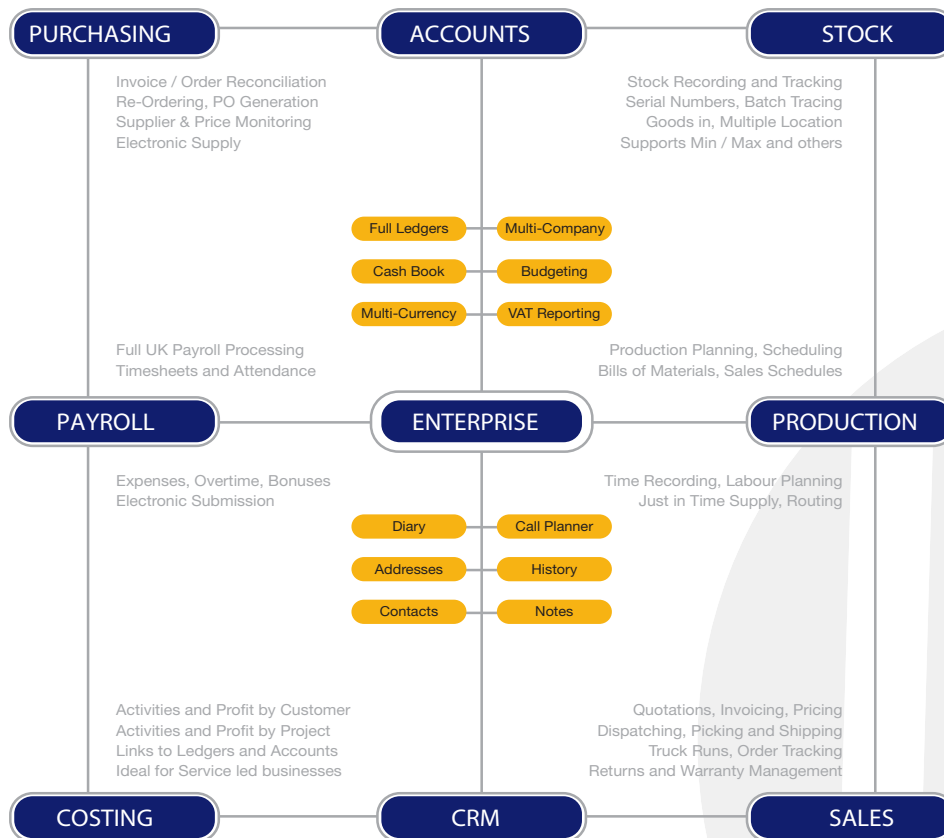 PURCHASING
ACCOUNTS
STOCK
Invoice / Order Reconciliation
Re-Ordering, PO Generation
Supplier & Price Monitoring
Electronic Supply
Stock Recording and Tracking
Serial Numbers, Batch Tracing
Goods in, Multiple Location
Supports Min / Max and others
Full Ledgers
Multi-Company
Cash Book
Budgeting
Multi-Currency
VAT Reporting
Full UK Payroll Processing
Timesheets and Attendance
Production Planning, Scheduling
Bills of Materials, Sales Schedules
PAYROLL
ENTERPRISE
PRODUCTION
Expenses, Overtime, Bonuses
Electronic Submission
Time Recording, Labour Planning
Just in Time Supply, Routing
Diary
Call Planner
Addresses
History
Contacts
Notes
Activities and Profit by Customer
Activities and Profit by Project
Links to Ledgers and Accounts
Ideal for Service led businesses
Quotations, Invoicing, Pricing
Dispatching, Picking and Shipping
Truck Runs, Order Tracking
Returns and Warranty Management
COSTING
CRM
SALES